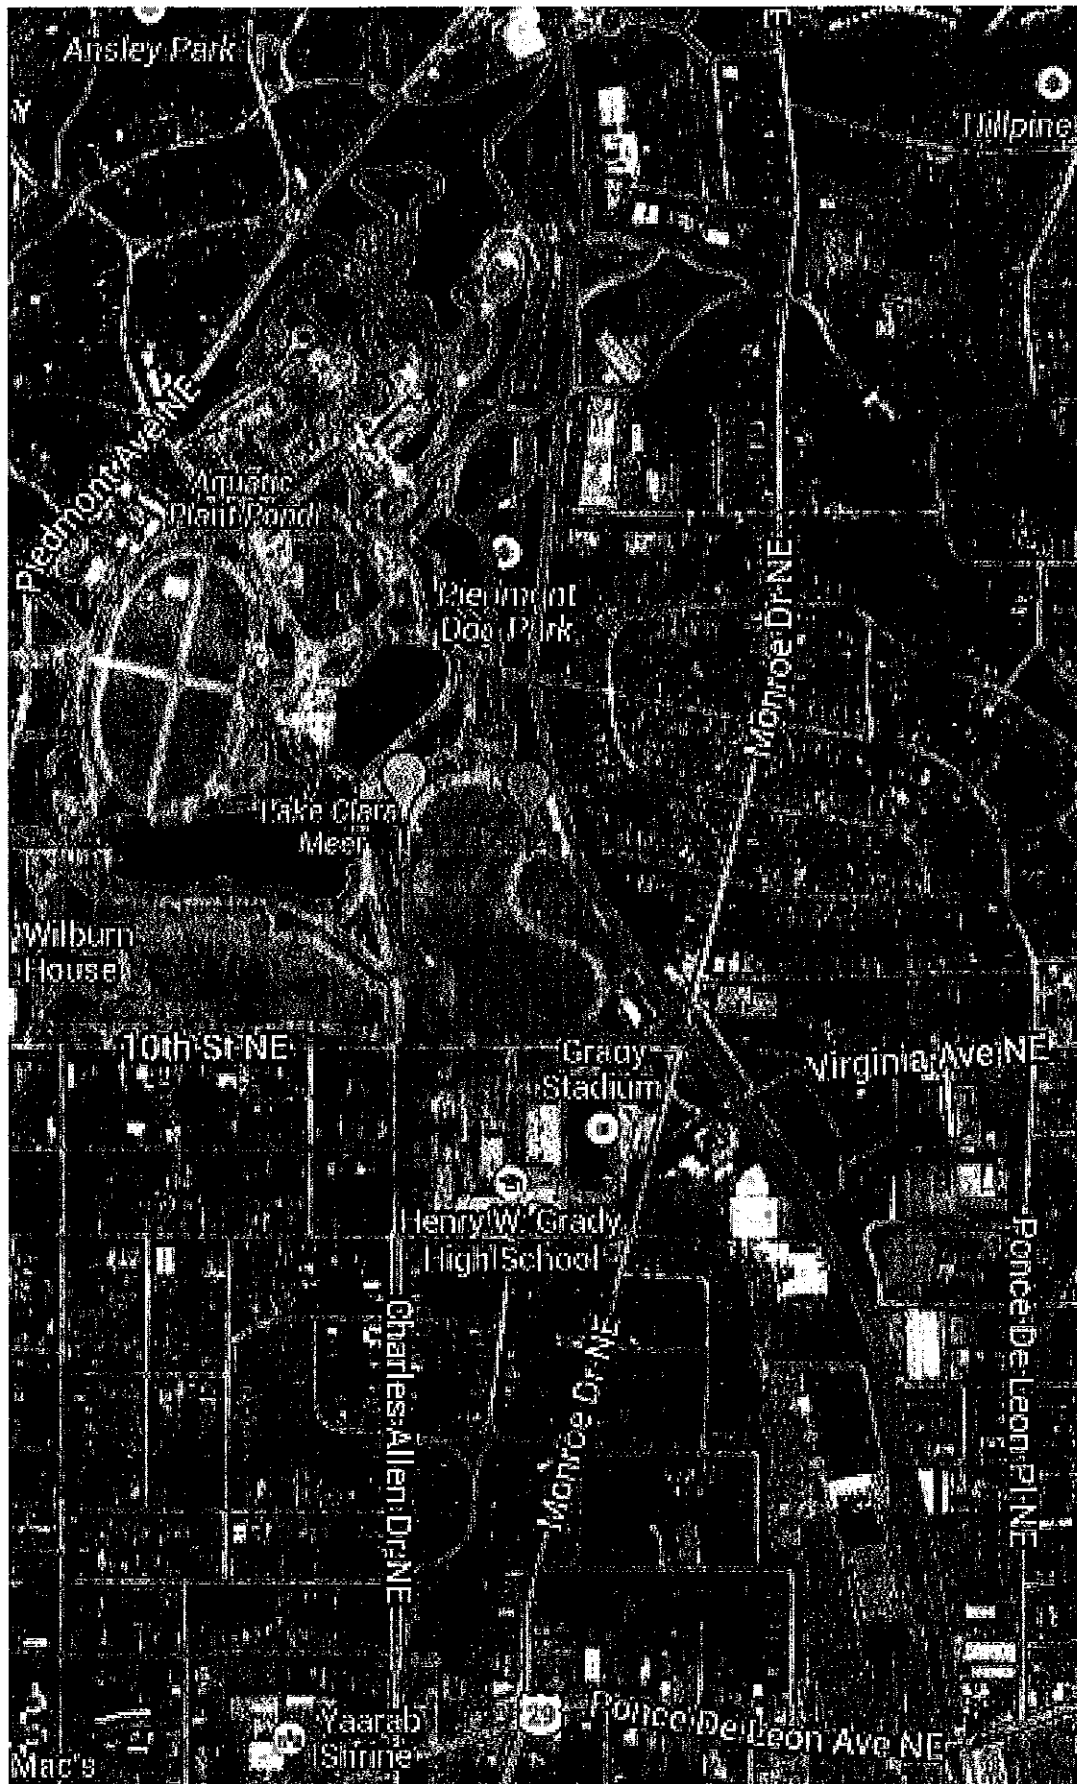 Ansley Park
Piedmont Ave NE
Aquatic
Plant Pond
Piedmont
Dog Park
Monroe Dr NE
Lake Clara
Meer
Wilburn
House
10th St NE
Grady
Stadium
Virginia Ave NE
Henry W. Grady
High School
Charles Allen Dr NE
Monroe Dr NE
Ponce De Leon Pl NE
Yaarab
Shrine
29
Ponce De Leon Ave NE
Mac's